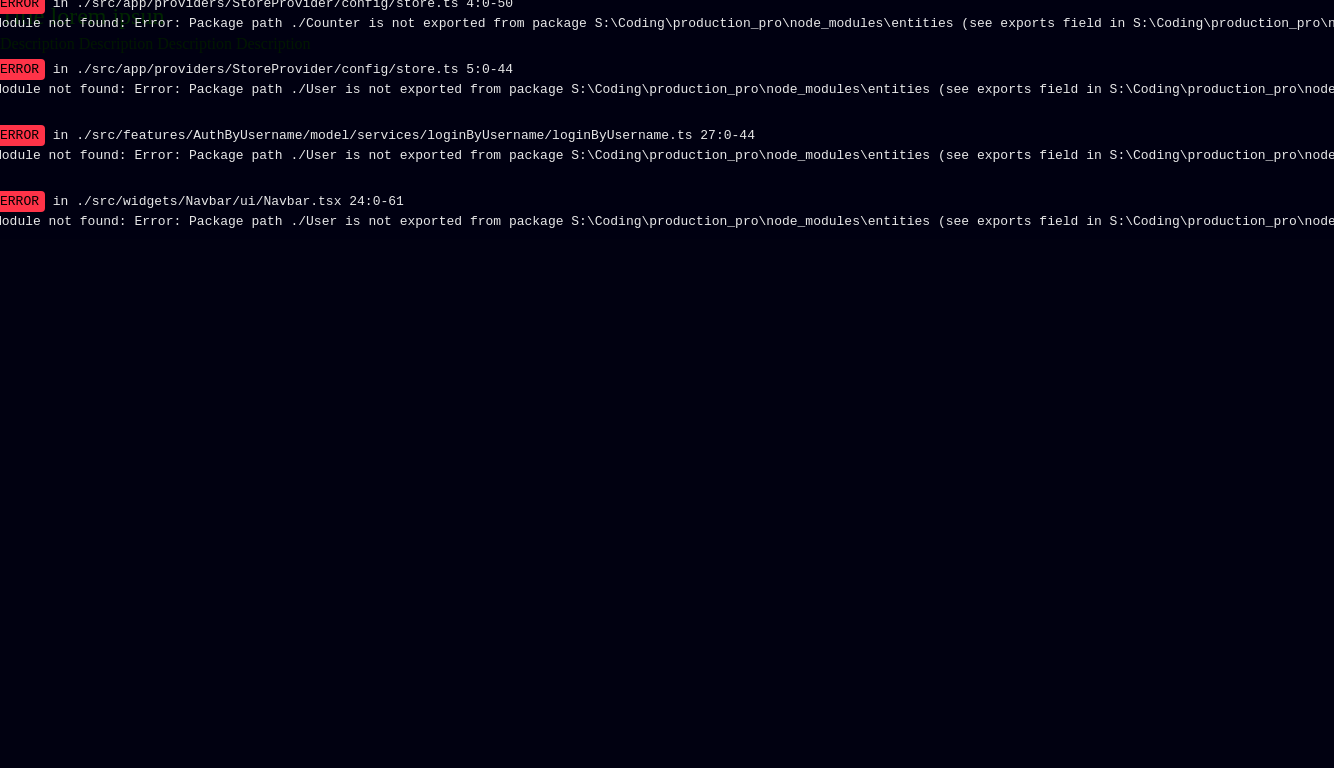 ERROR in ./src/app/providers/StoreProvider/config/store.ts 4:0-50
Module not found: Error: Package path ./Counter is not exported from package S:\Coding\production_pro\node_modules\entities (see exports field in S:\Coding\production_pro\n
Description Description Description Description
ERROR in ./src/app/providers/StoreProvider/config/store.ts 5:0-44
Module not found: Error: Package path ./User is not exported from package S:\Coding\production_pro\node_modules\entities (see exports field in S:\Coding\production_pro\node
ERROR in ./src/features/AuthByUsername/model/services/loginByUsername/loginByUsername.ts 27:0-44
Module not found: Error: Package path ./User is not exported from package S:\Coding\production_pro\node_modules\entities (see exports field in S:\Coding\production_pro\node
ERROR in ./src/widgets/Navbar/ui/Navbar.tsx 24:0-61
Module not found: Error: Package path ./User is not exported from package S:\Coding\production_pro\node_modules\entities (see exports field in S:\Coding\production_pro\node